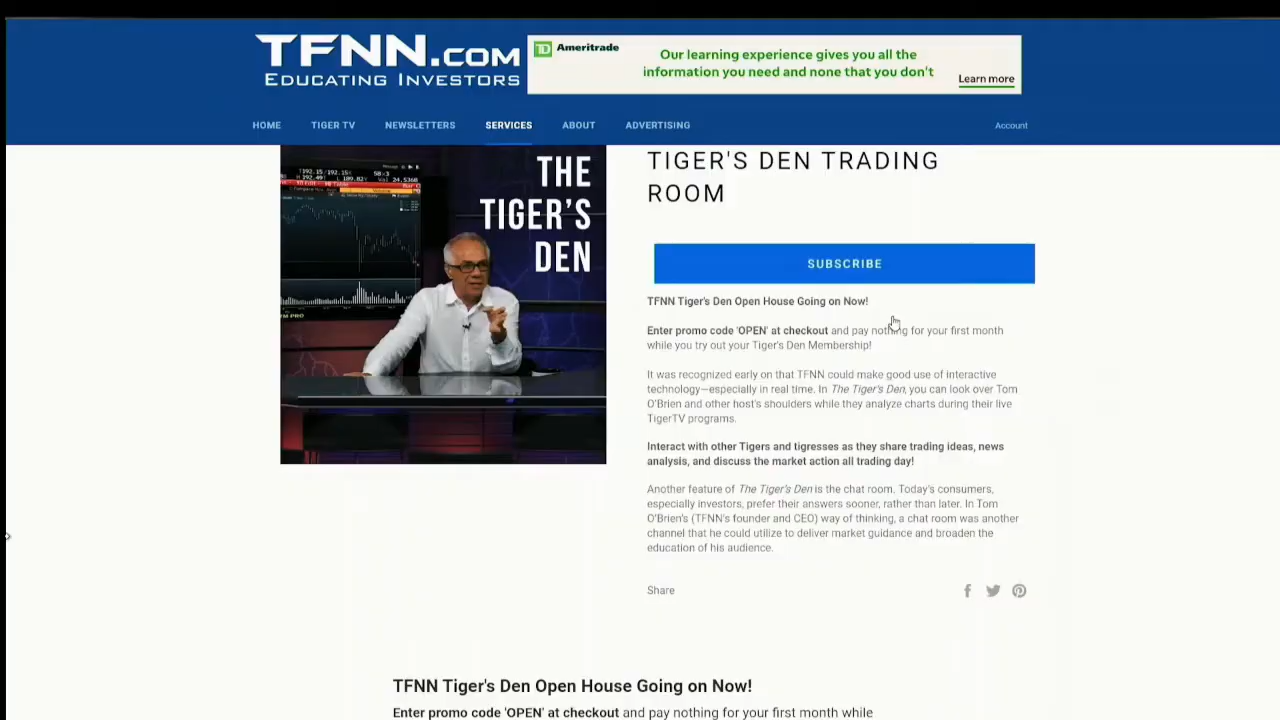 TFNN.COM
EDUCATING INVESTORS
TD Ameritrade
Our learning experience gives you all the
information you need and none that you don't
Learn more
HOME TIGER TV NEWSLETTERS SERVICES ABOUT ADVERTISING Account
THE
TIGER'S
DEN
TIGER'S DEN TRADING
ROOM
SUBSCRIBE
TFNN Tiger's Den Open House Going on Now!
Enter promo code 'OPEN' at checkout and pay nothing for your first month
while you try out your Tiger's Den Membership!
It was recognized early on that TFNN could make good use of interactive
technology—especially in real time. In The Tiger's Den, you can look over Tom
O'Brien and other host's shoulders while they analyze charts during their live
TigerTV programs.
Interact with other Tigers and tigresses as they share trading ideas, news
analysis, and discuss the market action all trading day!
Another feature of The Tiger's Den is the chat room. Today's consumers,
especially investors, prefer their answers sooner, rather than later. In Tom
O'Brien's (TFNN's founder and CEO) way of thinking, a chat room was another
channel that he could utilize to deliver market guidance and broaden the
education of his audience.
Share
TFNN Tiger's Den Open House Going on Now!
Enter promo code 'OPEN' at checkout and pay nothing for your first month while